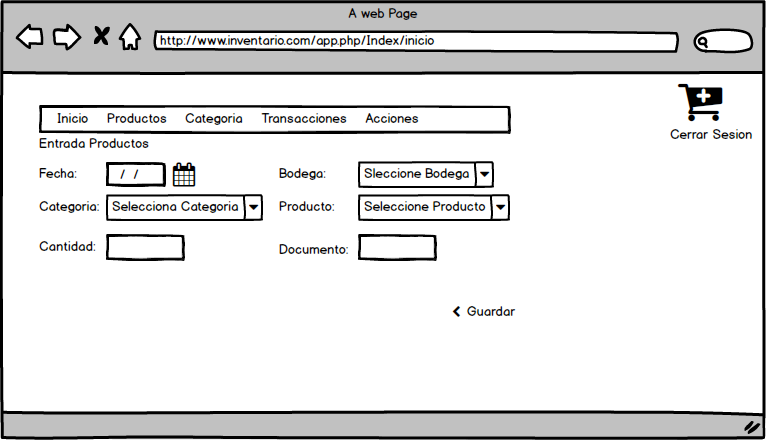 A web Page
http://www.inventario.com/app.php/Index/inicio
Cerrar Sesion
Inicio Productos Categoria Transacciones Acciones
Entrada Productos
Fecha: / / Bodega: Sleccione Bodega
Categoria: Selecciona Categoria Producto: Seleccione Producto
Cantidad: Documento:
Guardar